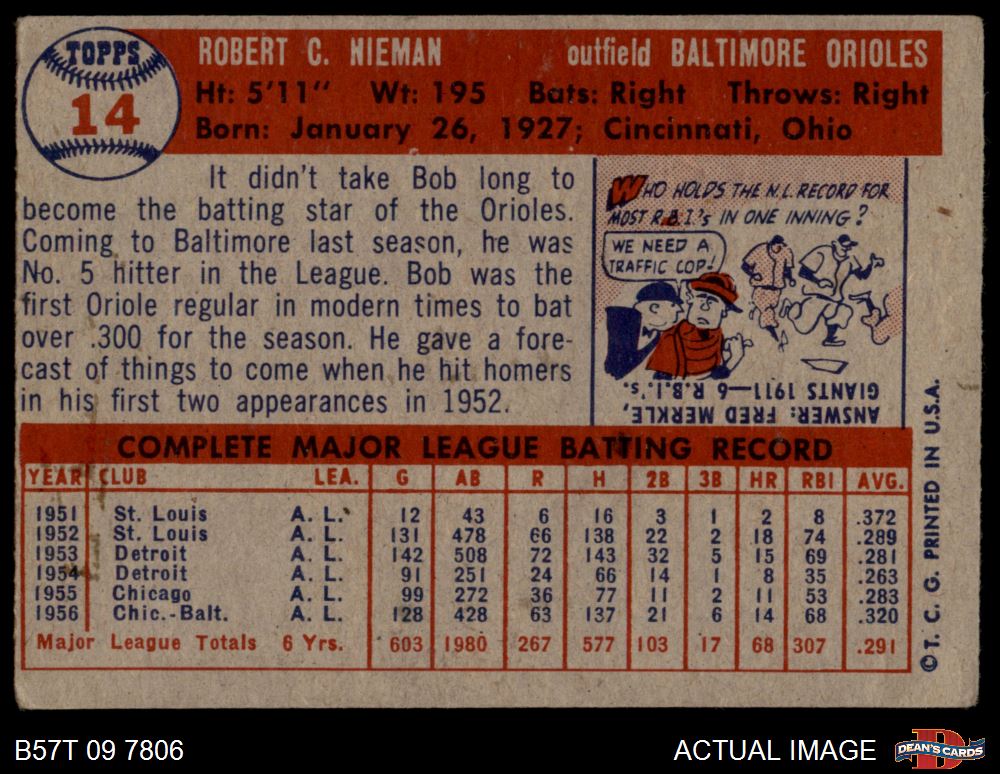 TOPPS
14
ROBERT C. NIEMAN outfield BALTIMORE ORIOLES
Ht: 5'11" Wt: 195 Bats: Right Throws: Right
Born: January 26, 1927; Cincinnati, Ohio
It didn't take Bob long to
become the batting star of the Orioles.
Coming to Baltimore last season, he was
No. 5 hitter in the League. Bob was the
first Oriole regular in modern times to bat
over .300 for the season. He gave a fore-
cast of things to come when he hit homers
in his first two appearances in 1952.
WHO HOLDS THE N.L. RECORD FOR
MOST R.B.I's IN ONE INNING?
WE NEED A
TRAFFIC COP!
ANSWER: FRED MERKLE,
GIANTS 1911—6 R.B.I.'s.
COMPLETE MAJOR LEAGUE BATTING RECORD
YEAR CLUB LEA. G AB R H 2B 3B HR RBI AVG.
1951 St. Louis A. L. 12 43 6 16 3 1 2 8 .372
1952 St. Louis A. L. 131 478 66 138 22 2 18 74 .289
1953 Detroit A. L. 142 508 72 143 32 5 15 69 .281
1954 Detroit A. L. 91 251 24 66 14 1 8 35 .263
1955 Chicago A. L. 99 272 36 77 11 2 11 53 .283
1956 Chic.-Balt. A. L. 128 428 63 137 21 6 14 68 .320
Major League Totals 6 Yrs. 603 1980 267 577 103 17 68 307 .291
© T. C. G. PRINTED IN U.S.A.
B57T 09 7806
ACTUAL IMAGE
DEAN'S CARDS